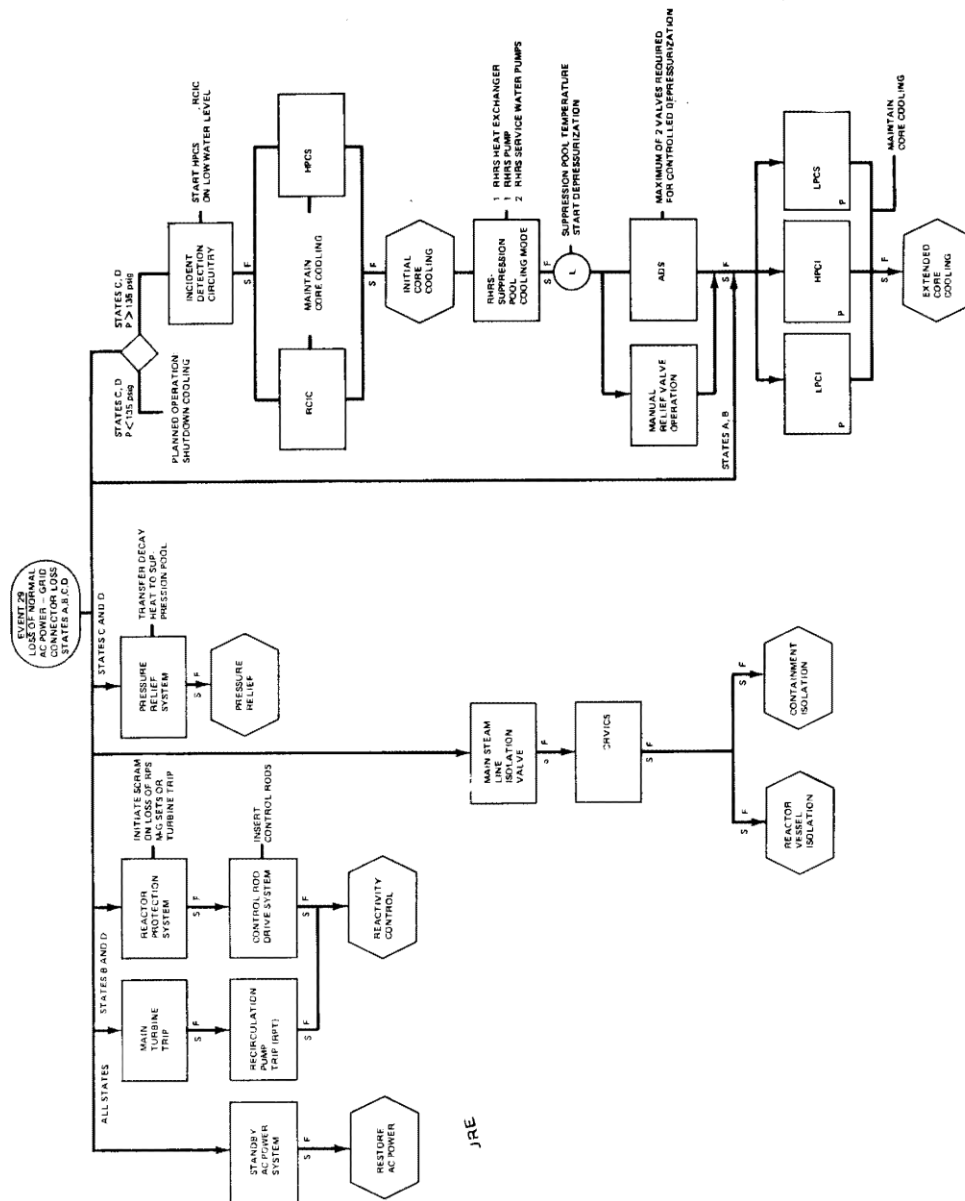 EVENT 29
LOSS OF NORMAL
AC POWER – GRID
CONNECTOR LOSS
STATES A,B,C,D
ALL STATES
STANDBY
AC POWER
SYSTEM
S F
RESTORE
AC POWER
MAIN
TURBINE
TRIP
S F
RECIRCULATION
PUMP
TRIP (RPT)
S F
STATES B AND D
REACTOR
PROTECTION
SYSTEM
INITIATE SCRAM
ON LOSS OF RPS
M-G SETS OR
TURBINE TRIP
S F
CONTROL ROD
DRIVE SYSTEM
INSERT
CONTROL RODS
S F
REACTIVITY
CONTROL
STATES C AND D
PRESSURE
RELIEF
SYSTEM
TRANSFER DECAY
HEAT TO SUP-
PRESSION POOL
S F
PRESSURE
RELIEF
MAIN STEAM
LINE
ISOLATION
VALVE
F
CRVICS
S F
S F
REACTOR
VESSEL
ISOLATION
S F
CONTAINMENT
ISOLATION
STATES C, D
P<135 psig
PLANNED OPERATION
SHUTDOWN COOLING
STATES C, D
P > 135 psig
INCIDENT
DETECTION
CIRCUITRY
START HPCS RCIC
ON LOW WATER LEVEL
S F
RCIC
MAINTAIN
CORE COOLING
HPCS
S F
INITIAL
CORE
COOLING
RHRS-
SUPPRESSION
POOL
COOLING MODE
1 RHRS HEAT EXCHANGER
1 RHRS PUMP
2 RHRS SERVICE WATER PUMPS
S F
L
SUPPRESSION POOL TEMPERATURE
START DEPRESSURIZATION
MANUAL
RELIEF VALVE
OPERATION
ADS
MAXIMUM OF 2 VALVES REQUIRED
FOR CONTROLLED DEPRESSURIZATION
STATES A, B
S F
LPCI
P
HPCI
P
LPCS
P
MAINTAIN
CORE COOLING
S F
EXTENDED
CORE
COOLING
JRE